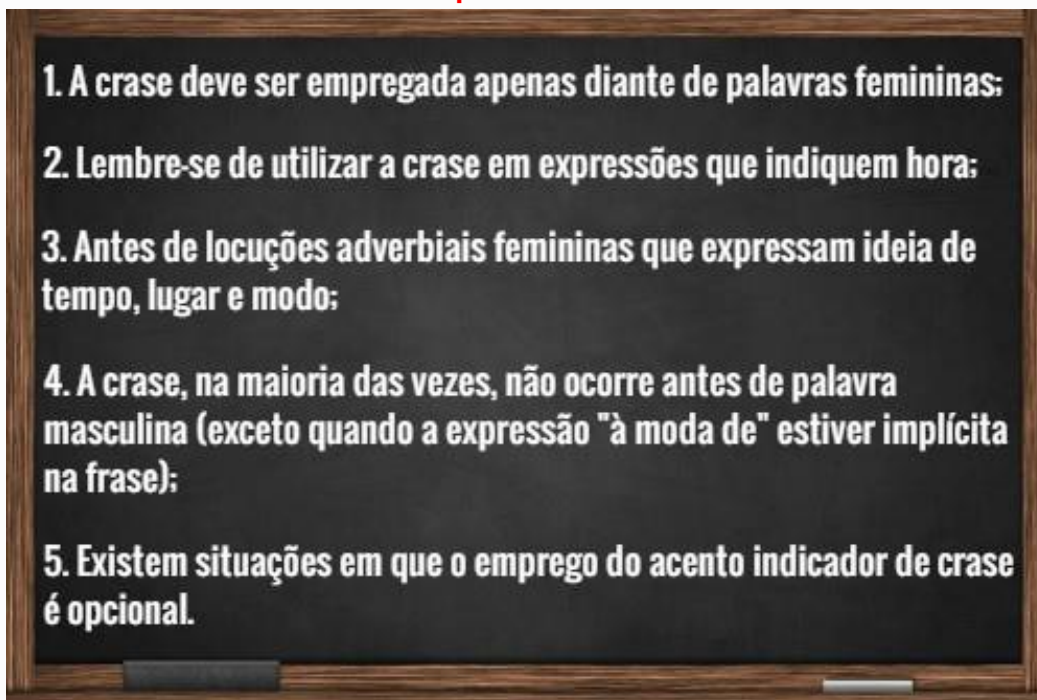 1. A crase deve ser empregada apenas diante de palavras femininas;
2. Lembre-se de utilizar a crase em expressões que indiquem hora;
3. Antes de locuções adverbiais femininas que expressam ideia de
tempo, lugar e modo;
4. A crase, na maioria das vezes, não ocorre antes de palavra
masculina (exceto quando a expressão "à moda de" estiver implícita
na frase);
5. Existem situações em que o emprego do acento indicador de crase
é opcional.